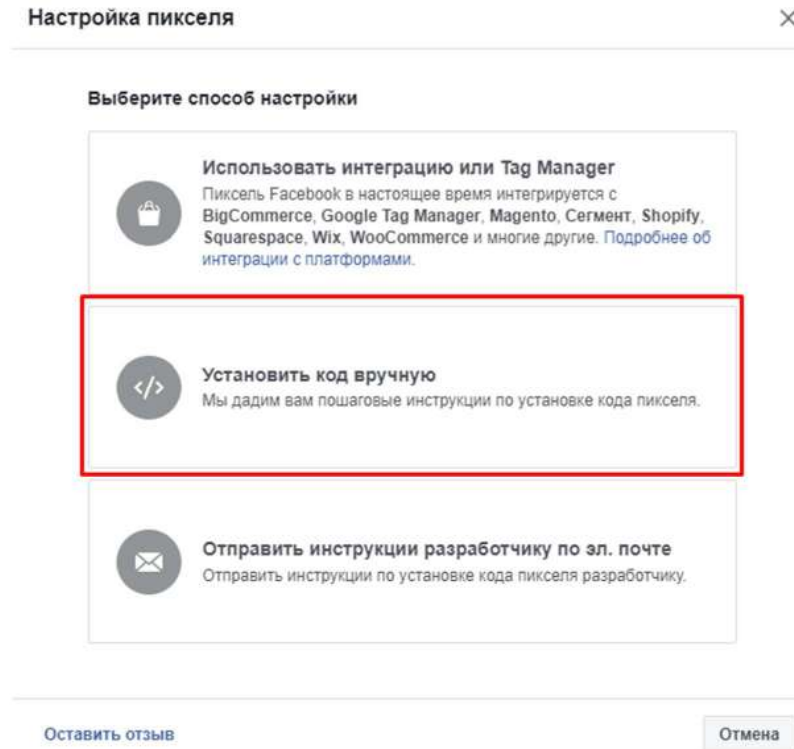 Настройка пикселя
Выберите способ настройки
Использовать интеграцию или Tag Manager
Пиксель Facebook в настоящее время интегрируется с
BigCommerce, Google Tag Manager, Magento, Сегмент, Shopify,
Squarespace, Wix, WooCommerce и многие другие. Подробнее об
интеграции с платформами.
Установить код вручную
Мы дадим вам пошаговые инструкции по установке кода пикселя.
Отправить инструкции разработчику по эл. почте
Отправить инструкции по установке кода пикселя разработчику.
Оставить отзыв
Отмена